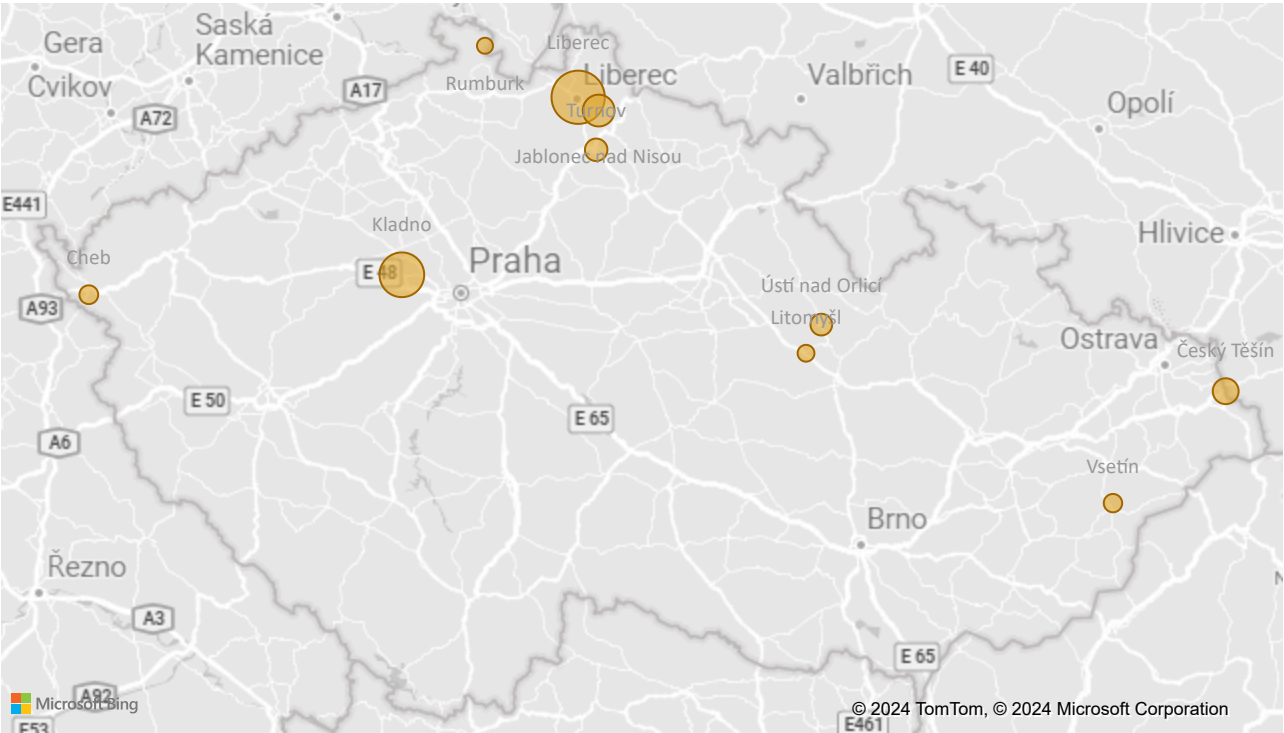 Saská
Kamenice
Gera
Cvikov
A17
A72
Rumburk
Liberec
Liberec
Turnov
Jablonec nad Nisou
Valbřich
E 40
Opolí
E441
Kladno
Cheb
E 48
Praha
Hlivice
A93
Ústí nad Orlicí
Litomyšl
Ostrava
Český Těšín
E 50
E 65
A6
Vsetín
Brno
Řezno
A3
E 65
A92
Microsoft Bing
© 2024 TomTom, © 2024 Microsoft Corporation
E53
E461